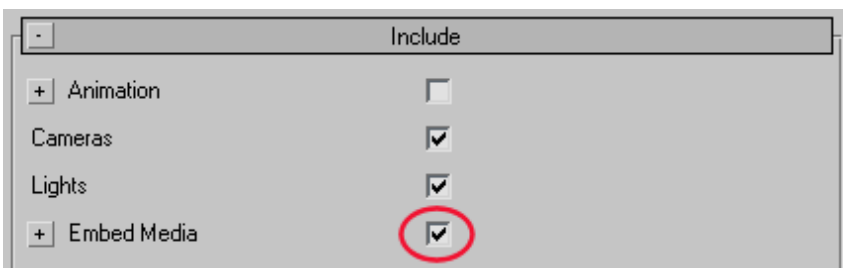 - Include
+ Animation
Cameras
Lights
+ Embed Media